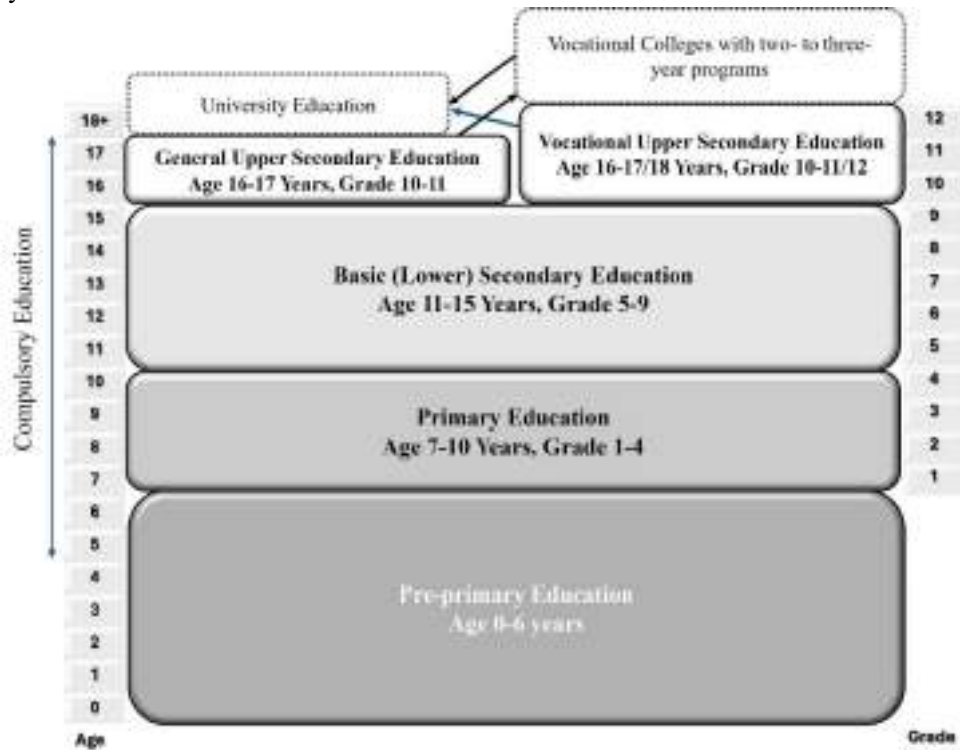 Vocational Colleges with two- to three-
year programs
University Education
General Upper Secondary Education
Age 16-17 Years, Grade 10-11
Vocational Upper Secondary Education
Age 16-17/18 Years, Grade 10-11/12
Basic (Lower) Secondary Education
Age 11-15 Years, Grade 5-9
Primary Education
Age 7-10 Years, Grade 1-4
Pre-primary Education
Age 0-6 years
Compulsory Education
18+
17
16
15
14
13
12
11
10
9
8
7
6
5
4
3
2
1
0
Age
12
11
10
9
8
7
6
5
4
3
2
1
Grade